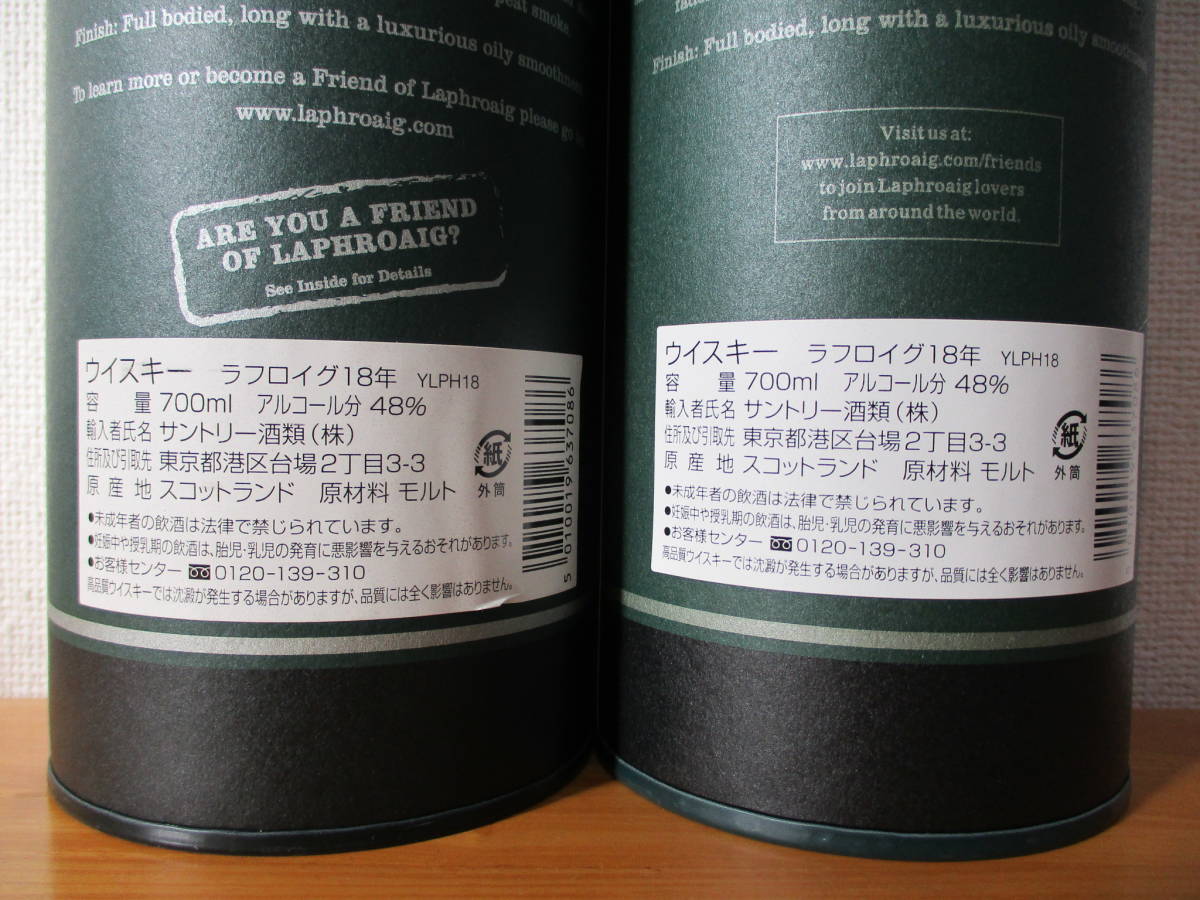 peat smoke.
Finish: Full bodied, long with a luxurious oily smoothness
To learn more or become a Friend of Laphroaig please go to
www.laphroaig.com
ARE YOU A FRIEND
OF LAPHROAIG?
See Inside for Details
ウイスキー ラフロイグ18年 YLPH18
容 量 700ml アルコール分 48%
輸入者氏名 サントリー酒類(株)
住所及び引取先 東京都港区台場2丁目3-3
原 産 地 スコットランド 原材料 モルト
紙
外筒
●未成年者の飲酒は法律で禁じられています。
●妊娠中や授乳期の飲酒は、胎児・乳児の発育に悪影響を与えるおそれがあります。
●お客様センター 0120-139-310
高品質ウイスキーでは沈澱が発生する場合がありますが、品質には全く影響はありません。
5 010019 637086
Finish: Full bodied, long with a luxurious oily smoothness
Visit us at:
www.laphroaig.com/friends
to join Laphroaig lovers
from around the world.
ウイスキー ラフロイグ18年 YLPH18
容 量 700ml アルコール分 48%
輸入者氏名 サントリー酒類(株)
住所及び引取先 東京都港区台場2丁目3-3
原 産 地 スコットランド 原材料 モルト
紙
外筒
●未成年者の飲酒は法律で禁じられています。
●妊娠中や授乳期の飲酒は、胎児・乳児の発育に悪影響を与えるおそれがあります。
●お客様センター 0120-139-310
高品質ウイスキーでは沈澱が発生する場合がありますが、品質には全く影響はありません。